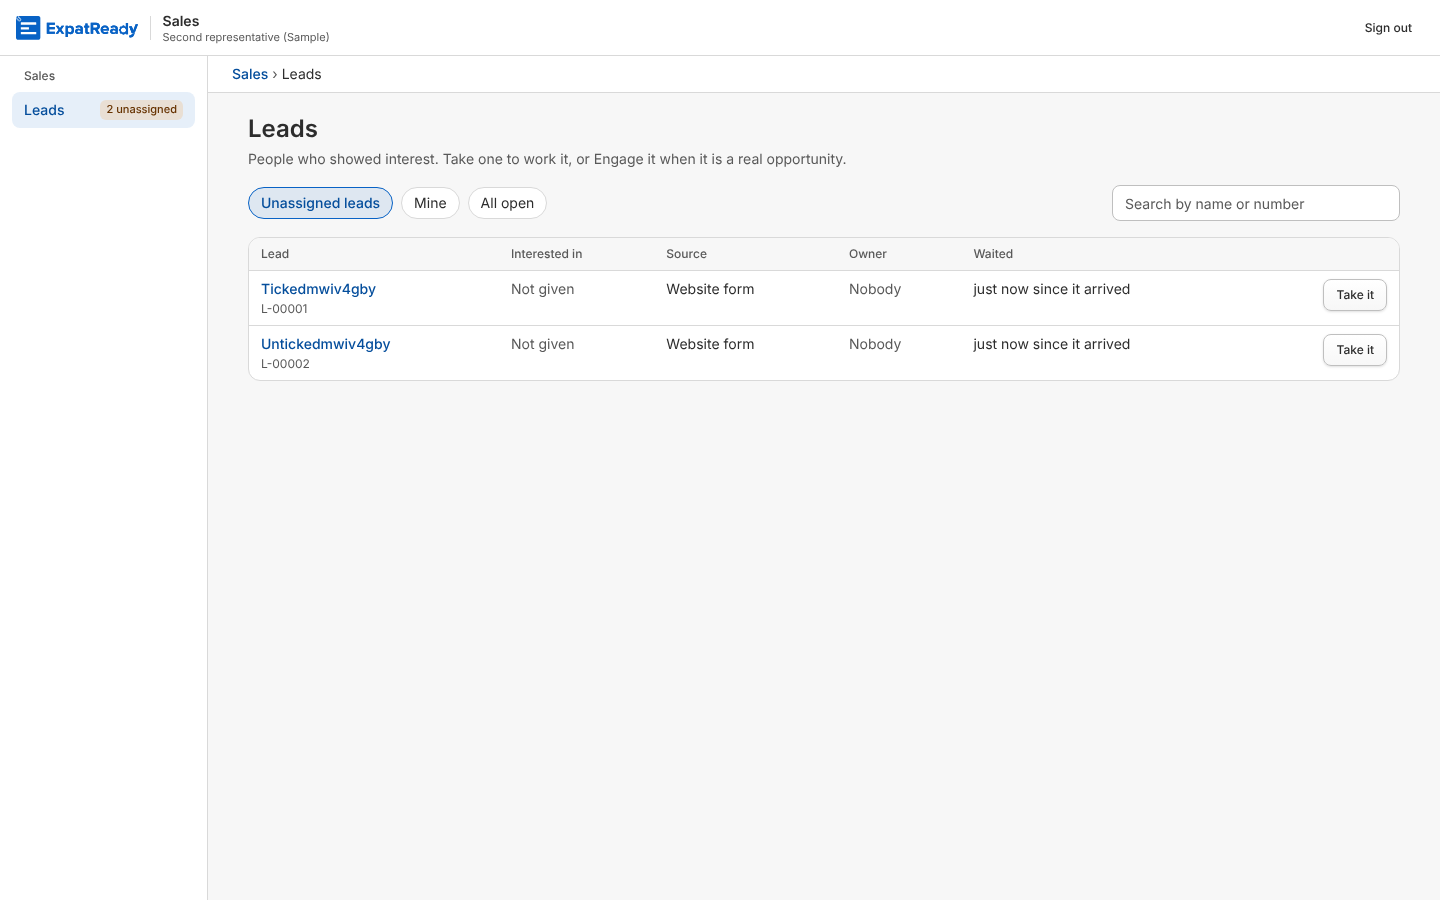 ExpatReady
Sales
Second representative (Sample)
Sign out
Sales
Leads
2 unassigned
Sales › Leads
Leads
People who showed interest. Take one to work it, or Engage it when it is a real opportunity.
Unassigned leads
Mine
All open
Search by name or number
Lead Interested in Source Owner Waited
Tickedmwiv4gby Not given Website form Nobody just now since it arrived Take it
L-00001
Untickedmwiv4gby Not given Website form Nobody just now since it arrived Take it
L-00002